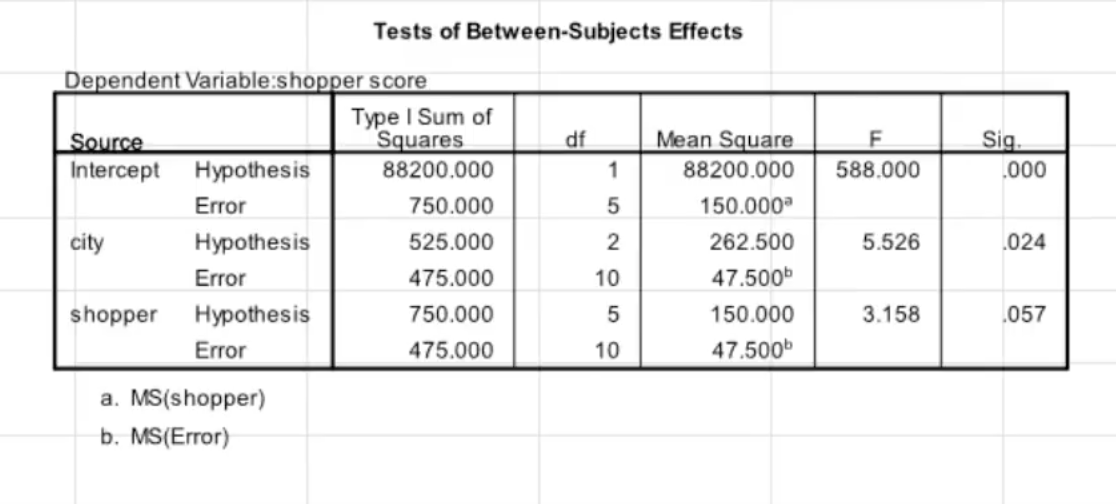 Tests of Between-Subjects Effects
Dependent Variable:shopper score
Source Type I Sum of Squares df Mean Square F Sig.
Intercept Hypothesis 88200.000 1 88200.000 588.000 .000
Error 750.000 5 150.000a
city Hypothesis 525.000 2 262.500 5.526 .024
Error 475.000 10 47.500b
shopper Hypothesis 750.000 5 150.000 3.158 .057
Error 475.000 10 47.500b
a. MS(shopper)
b. MS(Error)